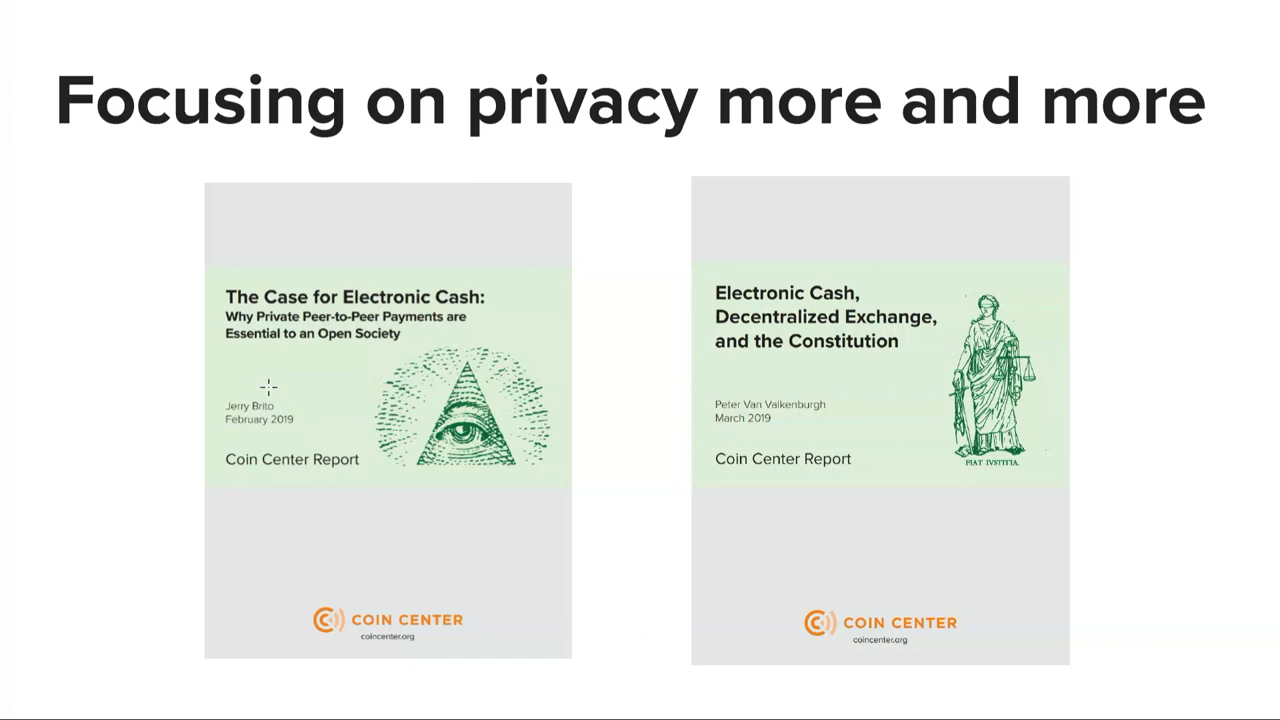 Focusing on privacy more and more
The Case for Electronic Cash:
Why Private Peer-to-Peer Payments are
Essential to an Open Society
Jerry Brito
February 2019
Coin Center Report
COIN CENTER
coincenter.org
Electronic Cash,
Decentralized Exchange,
and the Constitution
Peter Van Valkenburgh
March 2019
Coin Center Report
FIAT IVSTITIA.
COIN CENTER
coincenter.org